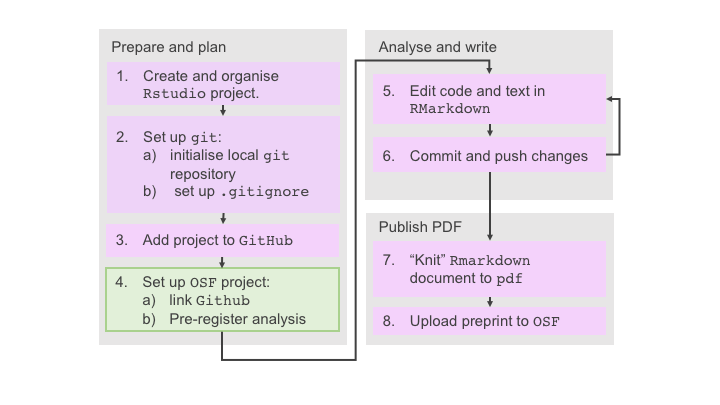 Prepare and plan
1. Create and organise
Rstudio project.
2. Set up git:
a) initialise local git
repository
b) set up .gitignore
3. Add project to GitHub
4. Set up OSF project:
a) link Github
b) Pre-register analysis
Analyse and write
5. Edit code and text in
RMarkdown
6. Commit and push changes
Publish PDF
7. “Knit” Rmarkdown
document to pdf
8. Upload preprint to OSF